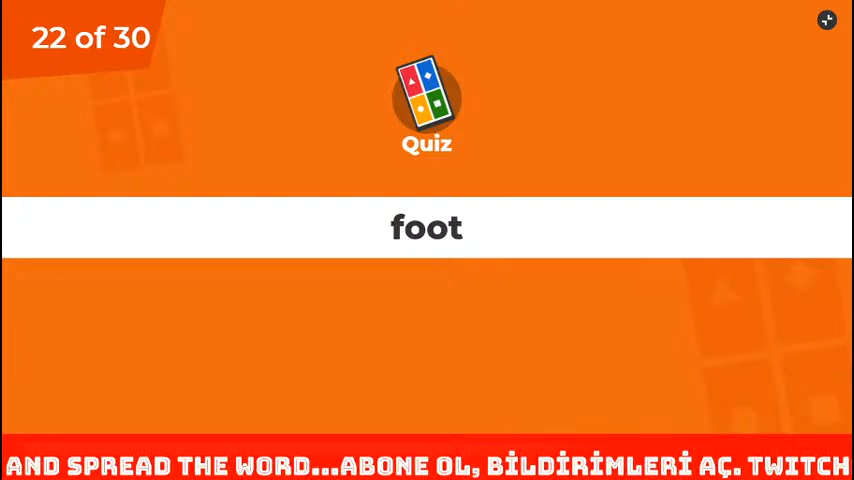 22 of 30
Quiz
foot
AND SPREAD THE WORD...ABONE OL, BİLDİRİMLERİ AÇ. TWITCH